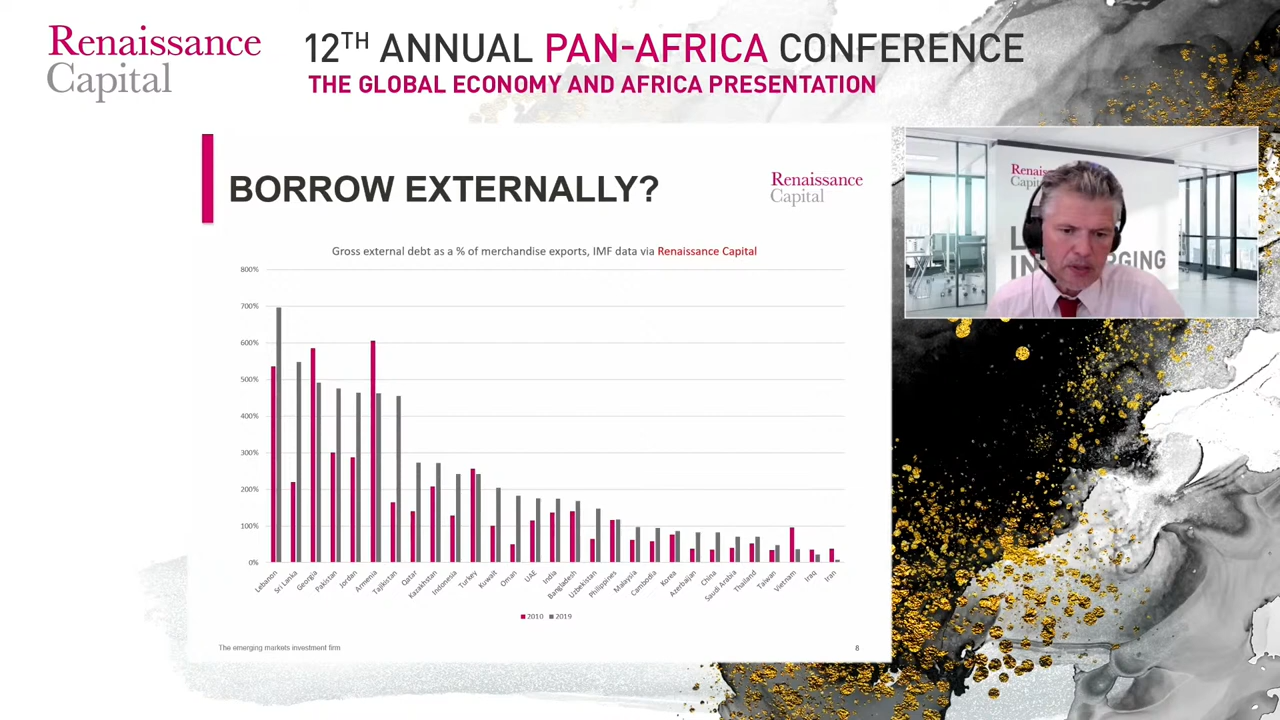 Renaissance
Capital
12TH ANNUAL PAN-AFRICA CONFERENCE
THE GLOBAL ECONOMY AND AFRICA PRESENTATION
BORROW EXTERNALLY?
Renaissance
Capital
Gross external debt as a % of merchandise exports, IMF data via Renaissance Capital
800%
700%
600%
500%
400%
300%
200%
100%
0%
Lebanon
Sri Lanka
Georgia
Pakistan
Jordan
Armenia
Tajikistan
Qatar
Kazakhstan
Indonesia
Turkey
Kuwait
Oman
UAE
India
Bangladesh
Uzbekistan
Philippines
Malaysia
Cambodia
Korea
Azerbaijan
China
Saudi Arabia
Thailand
Taiwan
Vietnam
Iraq
Iran
2010 2019
The emerging markets investment firm
8